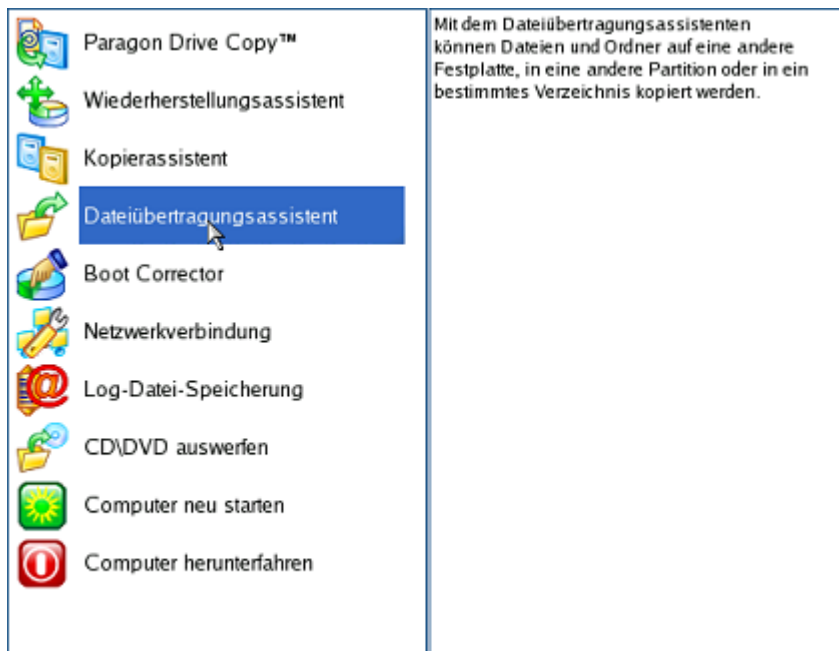 Paragon Drive Copy™
Wiederherstellungsassistent
Kopierassistent
Dateiübertragungsassistent
Boot Corrector
Netzwerkverbindung
Log-Datei-Speicherung
CD\DVD auswerfen
Computer neu starten
Computer herunterfahren
Mit dem Dateiübertragungsassistenten
können Dateien und Ordner auf eine andere
Festplatte, in eine andere Partition oder in ein
bestimmtes Verzeichnis kopiert werden.